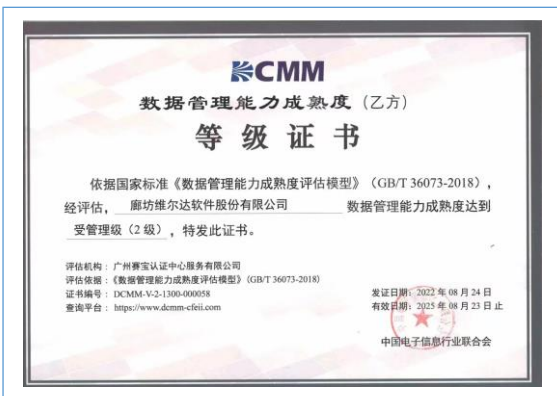 DCMM
数据管理能力成熟度（乙方）
等级证书
依据国家标准《数据管理能力成熟度评估模型》（GB/T 36073-2018），
经评估， 廊坊维尔达软件股份有限公司 数据管理能力成熟度达到
受管理级（2 级），特发此证书。
评估机构：广州赛宝认证中心服务有限公司
评估依据：《数据管理能力成熟度评估模型》（GB/T 36073-2018）
证书编号：DCMM-V-2-1300-000058
查询平台：https://www.dcmm-cfeii.com
发证日期：2022 年 08 月 24 日
有效日期：2025 年 08 月 23 日 止
中国电子信息行业联合会